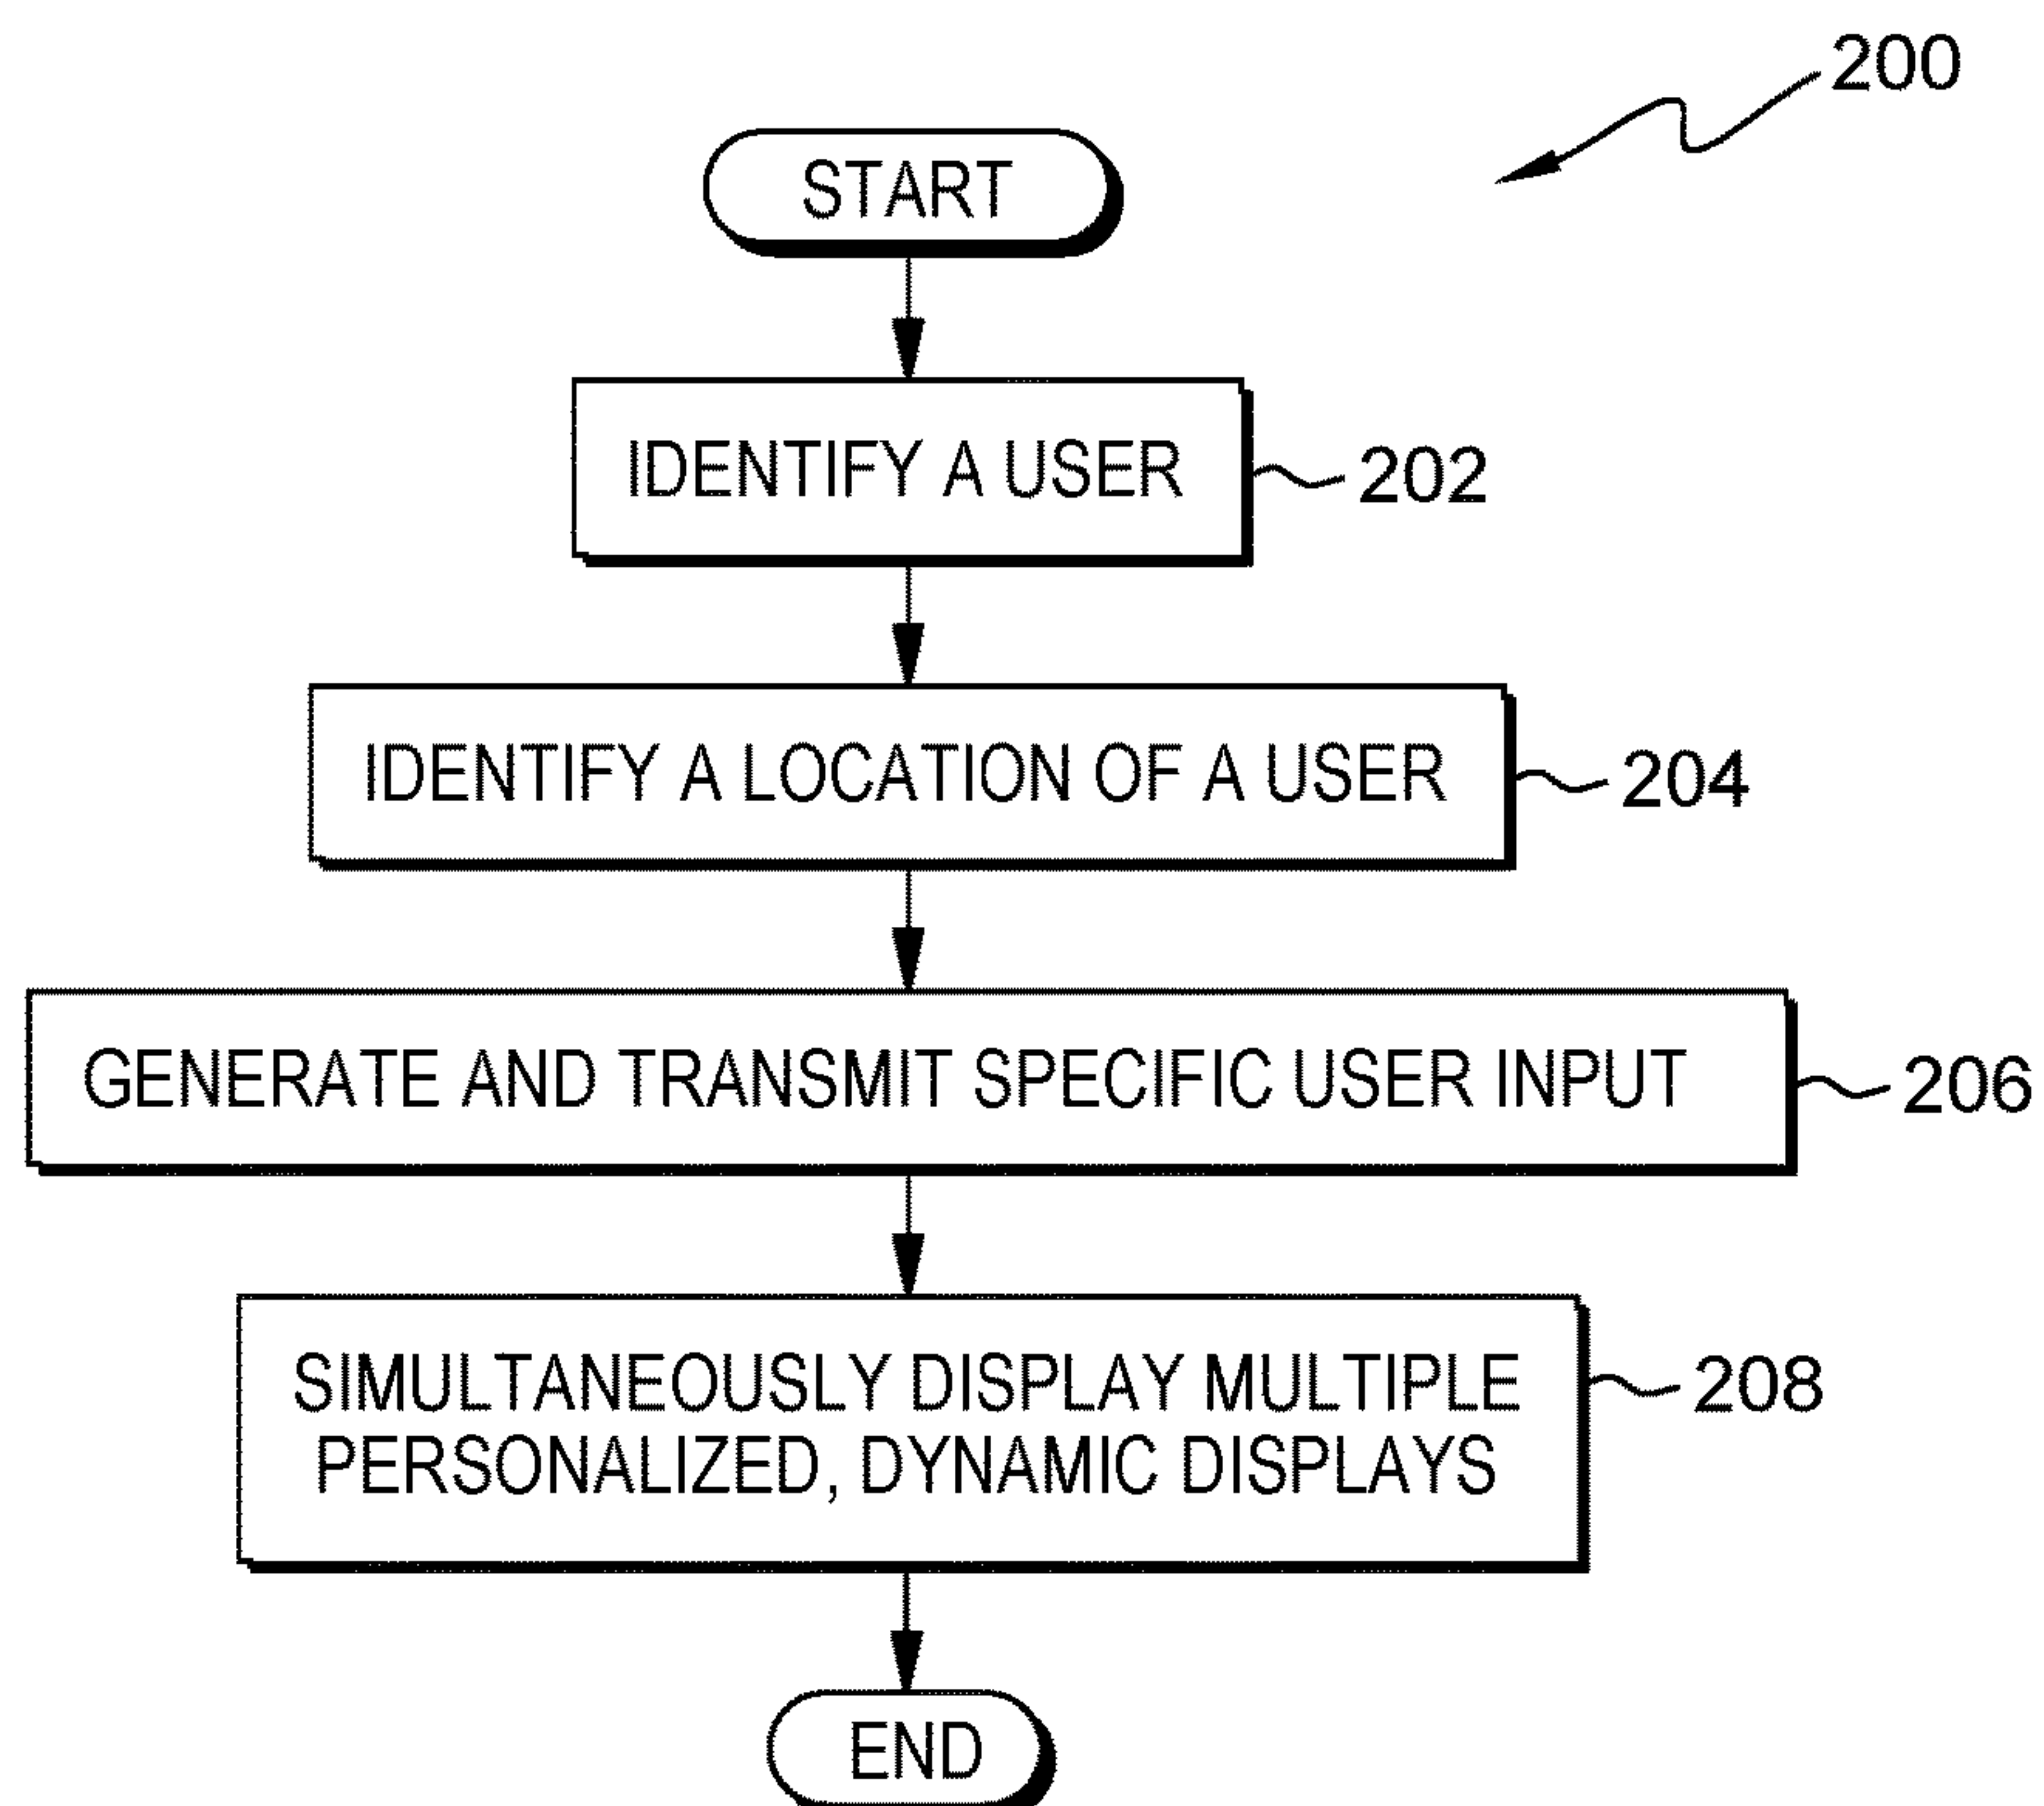 200
START
IDENTIFY A USER
202
IDENTIFY A LOCATION OF A USER
204
GENERATE AND TRANSMIT SPECIFIC USER INPUT
206
SIMULTANEOUSLY DISPLAY MULTIPLE
PERSONALIZED, DYNAMIC DISPLAYS
208
END